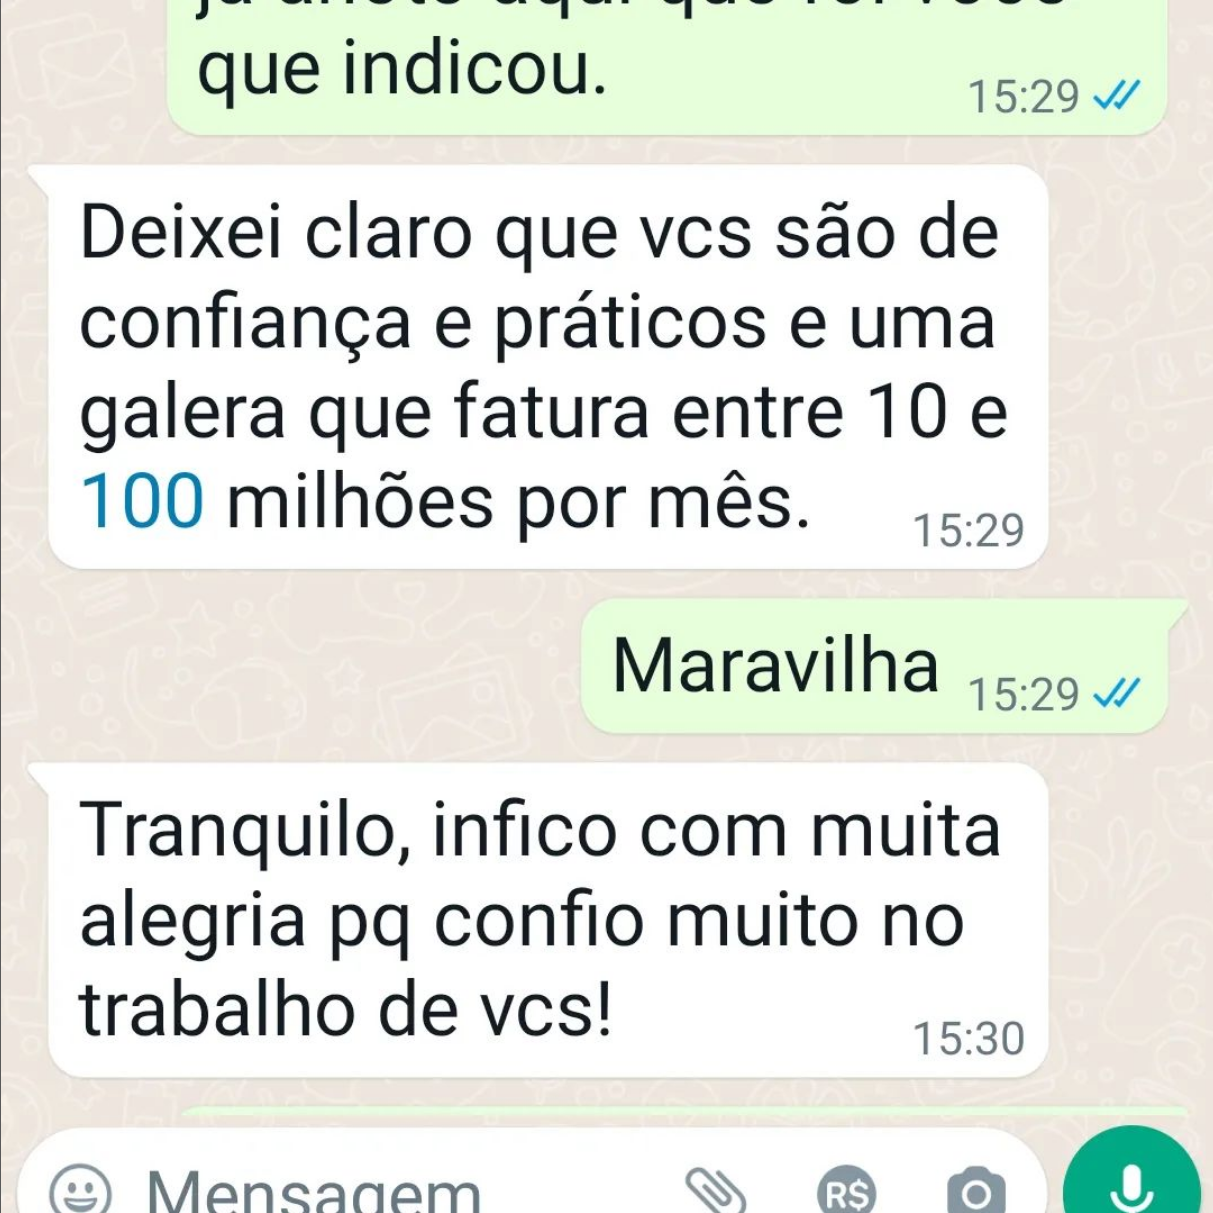 que indicou.
15:29
Deixei claro que vcs são de
confiança e práticos e uma
galera que fatura entre 10 e
100 milhões por mês.
15:29
Maravilha
15:29
Tranquilo, infico com muita
alegria pq confio muito no
trabalho de vcs!
15:30
Mensagem
R$